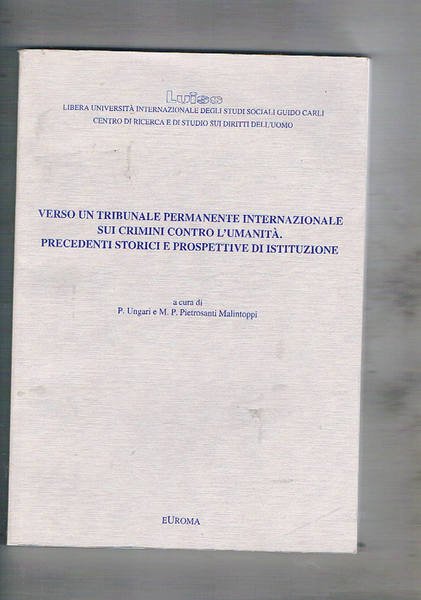 Luiss
LIBERA UNIVERSITÀ INTERNAZIONALE DEGLI STUDI SOCIALI GUIDO CARLI
CENTRO DI RICERCA E DI STUDIO SUI DIRITTI DELL'UOMO
VERSO UN TRIBUNALE PERMANENTE INTERNAZIONALE
SUI CRIMINI CONTRO L'UMANITÀ.
PRECEDENTI STORICI E PROSPETTIVE DI ISTITUZIONE
a cura di
P. Ungari e M. P. Pietrosanti Malintoppi
EUROMA